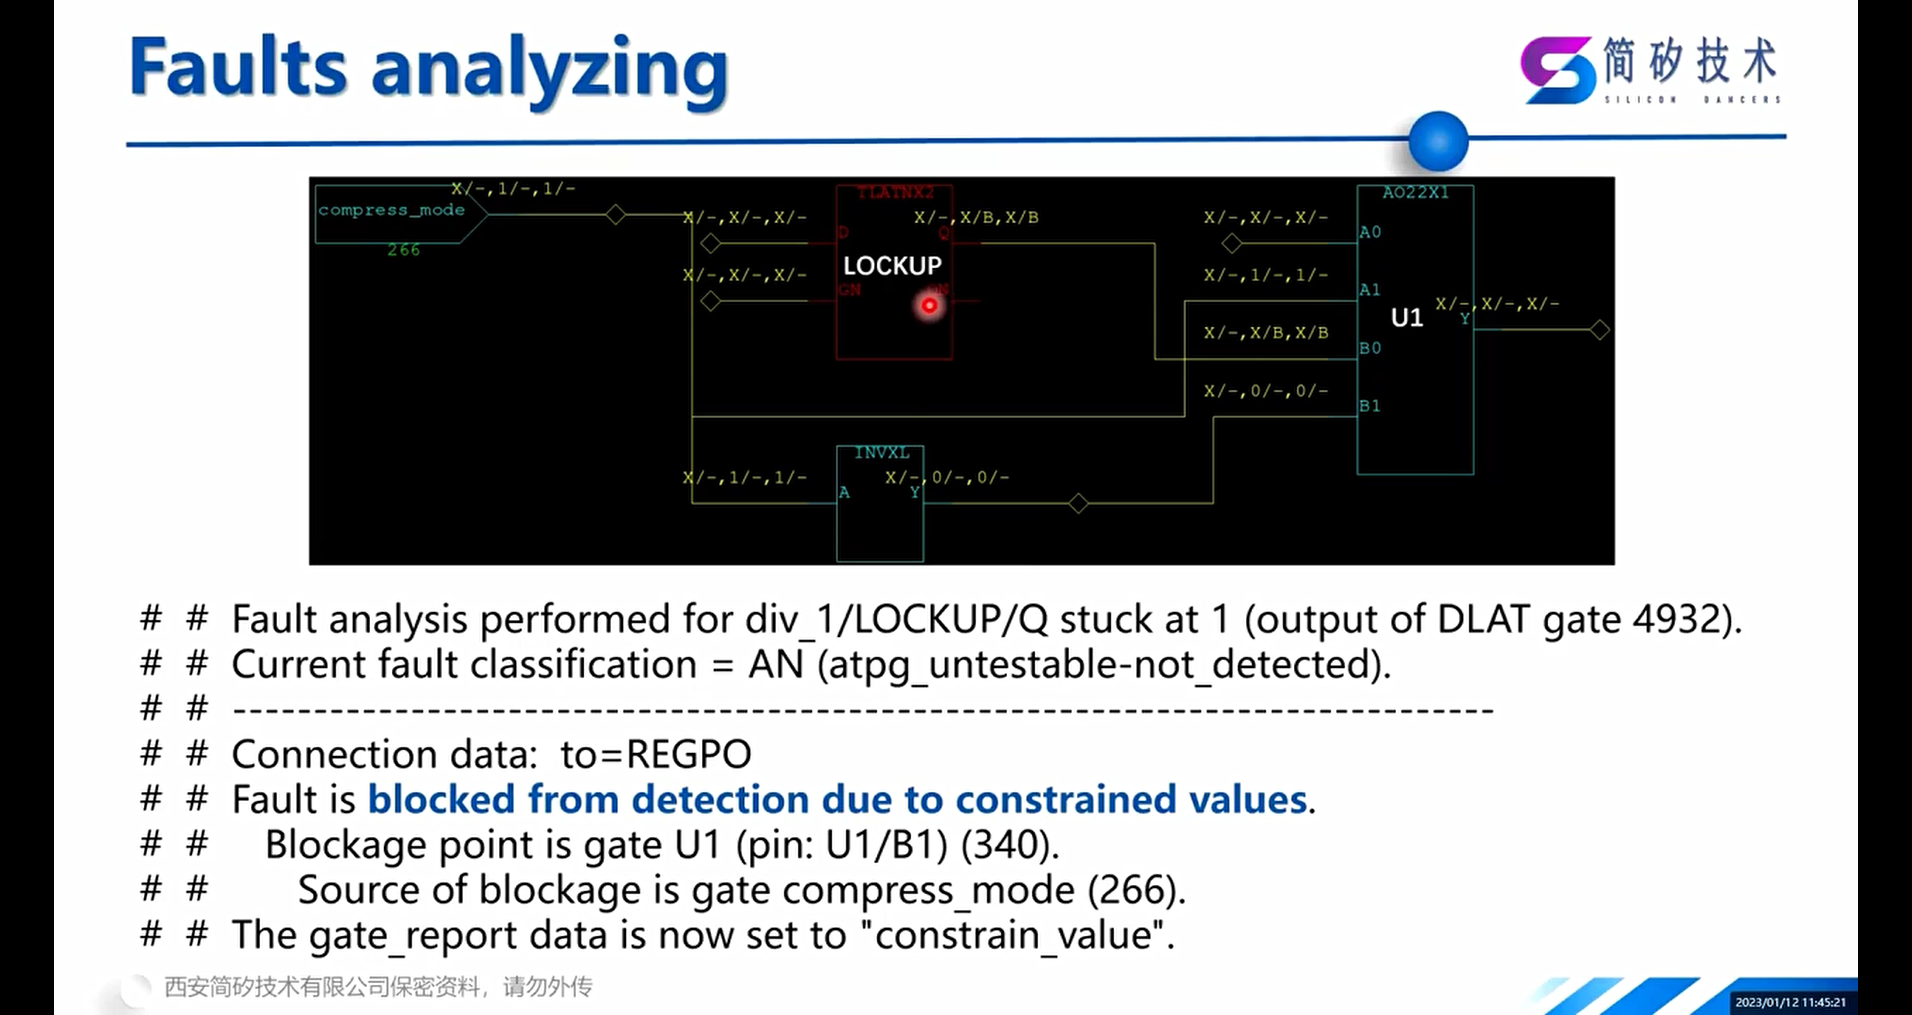 Faults analyzing
简矽技术
SILICON DANCERS
X/-,1/-,1/-
compress_mode
266
TLATNX2
X/-,X/-,X/-
X/-,X/B,X/B
D
Q
LOCKUP
X/-,X/-,X/-
GN
QN
AO22X1
X/-,X/-,X/-
A0
X/-,1/-,1/-
A1
X/-,X/-,X/-
U1
Y
X/-,X/B,X/B
B0
X/-,0/-,0/-
B1
INVXL
X/-,1/-,1/-
X/-,0/-,0/-
A
Y
# # Fault analysis performed for div_1/LOCKUP/Q stuck at 1 (output of DLAT gate 4932).
# # Current fault classification = AN (atpg_untestable-not_detected).
# # ------------------------------------------------------------------------------
# # Connection data: to=REGPO
# # Fault is blocked from detection due to constrained values.
# # Blockage point is gate U1 (pin: U1/B1) (340).
# # Source of blockage is gate compress_mode (266).
# # The gate_report data is now set to "constrain_value".
西安简矽技术有限公司保密资料，请勿外传
2023/01/12 11:45:21